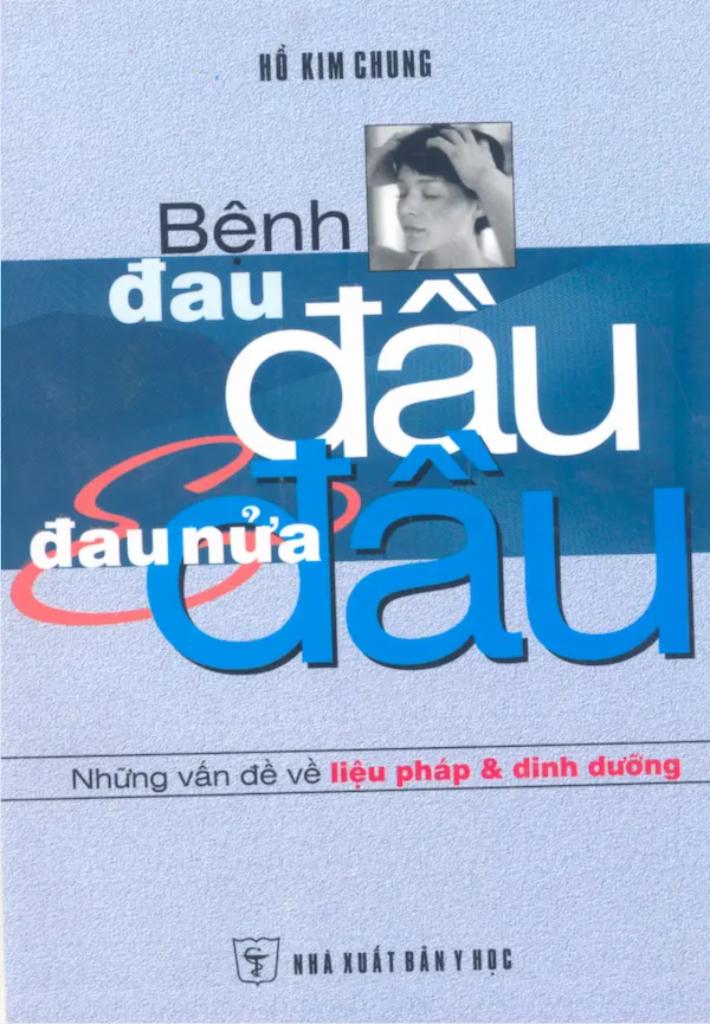 HỒ KIM CHUNG
Bệnh
đau đầu
&
đau nửa đầu
Những vấn đề về liệu pháp & dinh dưỡng
NHÀ XUẤT BẢN Y HỌC